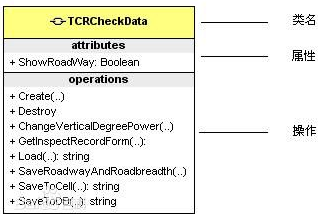 TCRCheckData
类名
attributes
+ ShowRoadWay: Boolean
属性
operations
+ Create(..)
+ Destroy
+ ChangeVerticalDegreePower(..)
+ GetInspectRecordForm(..):
操作
+ Load(..): string
+ SaveRoadwayAndRoadbreadth(..)
+ SaveToCell(..): string
+ SaveToDB(..): string